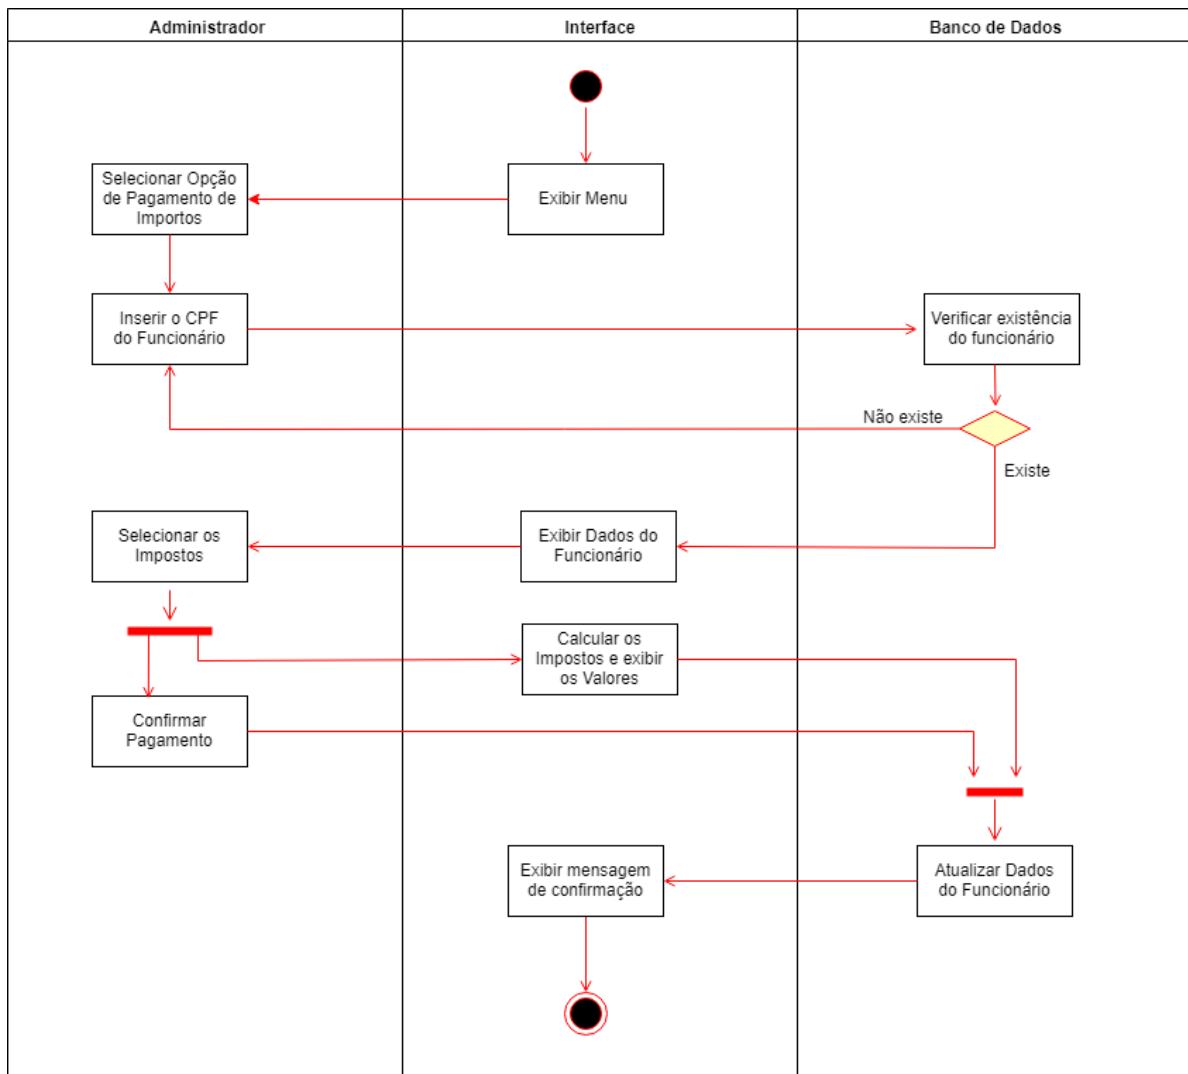 Administrador
Interface
Banco de Dados
Selecionar Opção
de Pagamento de
Importos
Exibir Menu
Inserir o CPF
do Funcionário
Verificar existência
do funcionário
Não existe
Existe
Selecionar os
Impostos
Exibir Dados do
Funcionário
Calcular os
Impostos e exibir
os Valores
Confirmar
Pagamento
Exibir mensagem
de confirmação
Atualizar Dados
do Funcionário